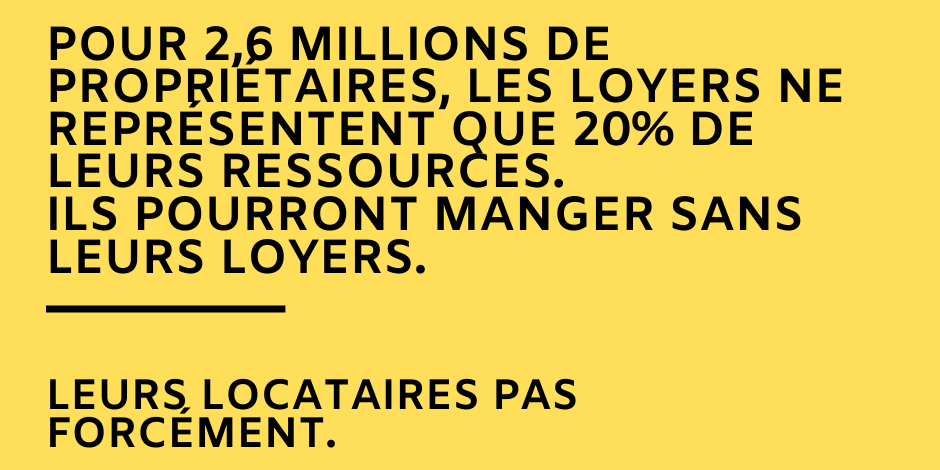 POUR 2,6 MILLIONS DE
PROPRIÉTAIRES, LES LOYERS NE
REPRÉSENTENT QUE 20% DE
LEURS RESSOURCES.
ILS POURRONT MANGER SANS
LEURS LOYERS.
LEURS LOCATAIRES PAS
FORCÉMENT.